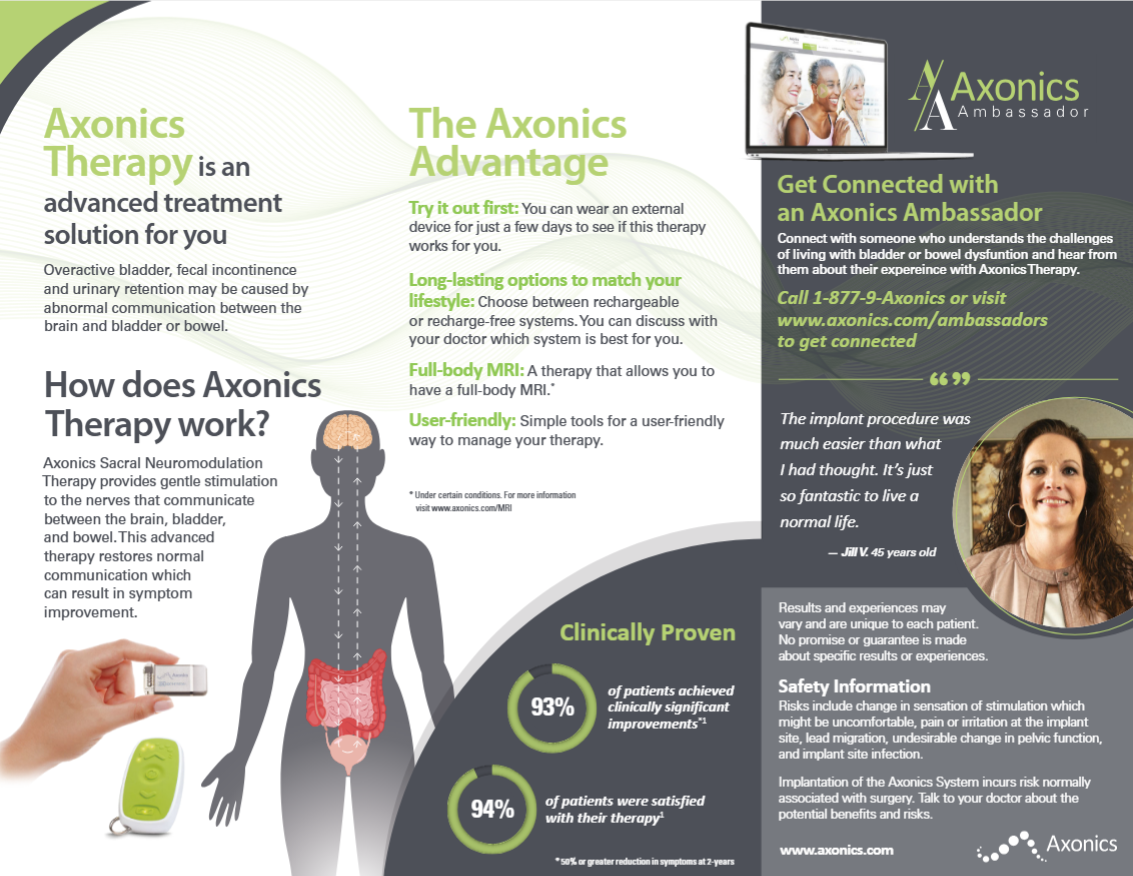 Axonics
Therapy is an
advanced treatment
solution for you
Overactive bladder, fecal incontinence
and urinary retention may be caused by
abnormal communication between the
brain and bladder or bowel.
How does Axonics
Therapy work?
Axonics Sacral Neuromodulation
Therapy provides gentle stimulation
to the nerves that communicate
between the brain, bladder,
and bowel. This advanced
therapy restores normal
communication which
can result in symptom
improvement.
The Axonics
Advantage
Try it out first: You can wear an external
device for just a few days to see if this therapy
works for you.
Long-lasting options to match your
lifestyle: Choose between rechargeable
or recharge-free systems. You can discuss with
your doctor which system is best for you.
Full-body MRI: A therapy that allows you to
have a full-body MRI.*
User-friendly: Simple tools for a user-friendly
way to manage your therapy.
* Under certain conditions. For more information
visit www.axonics.com/MRI
Clinically Proven
93%
of patients achieved
clinically significant
improvements*1
94%
of patients were satisfied
with their therapy1
*50% or greater reduction in symptoms at 2-years
Axonics
Ambassador
Get Connected with
an Axonics Ambassador
Connect with someone who understands the challenges
of living with bladder or bowel dysfuntion and hear from
them about their expereince with Axonics Therapy.
Call 1-877-9-Axonics or visit
www.axonics.com/ambassadors
to get connected
The implant procedure was
much easier than what
I had thought. It's just
so fantastic to live a
normal life.
— Jill V. 45 years old
Results and experiences may
vary and are unique to each patient.
No promise or guarantee is made
about specific results or experiences.
Safety Information
Risks include change in sensation of stimulation which
might be uncomfortable, pain or irritation at the implant
site, lead migration, undesirable change in pelvic function,
and implant site infection.
Implantation of the Axonics System incurs risk normally
associated with surgery. Talk to your doctor about the
potential benefits and risks.
www.axonics.com
Axonics